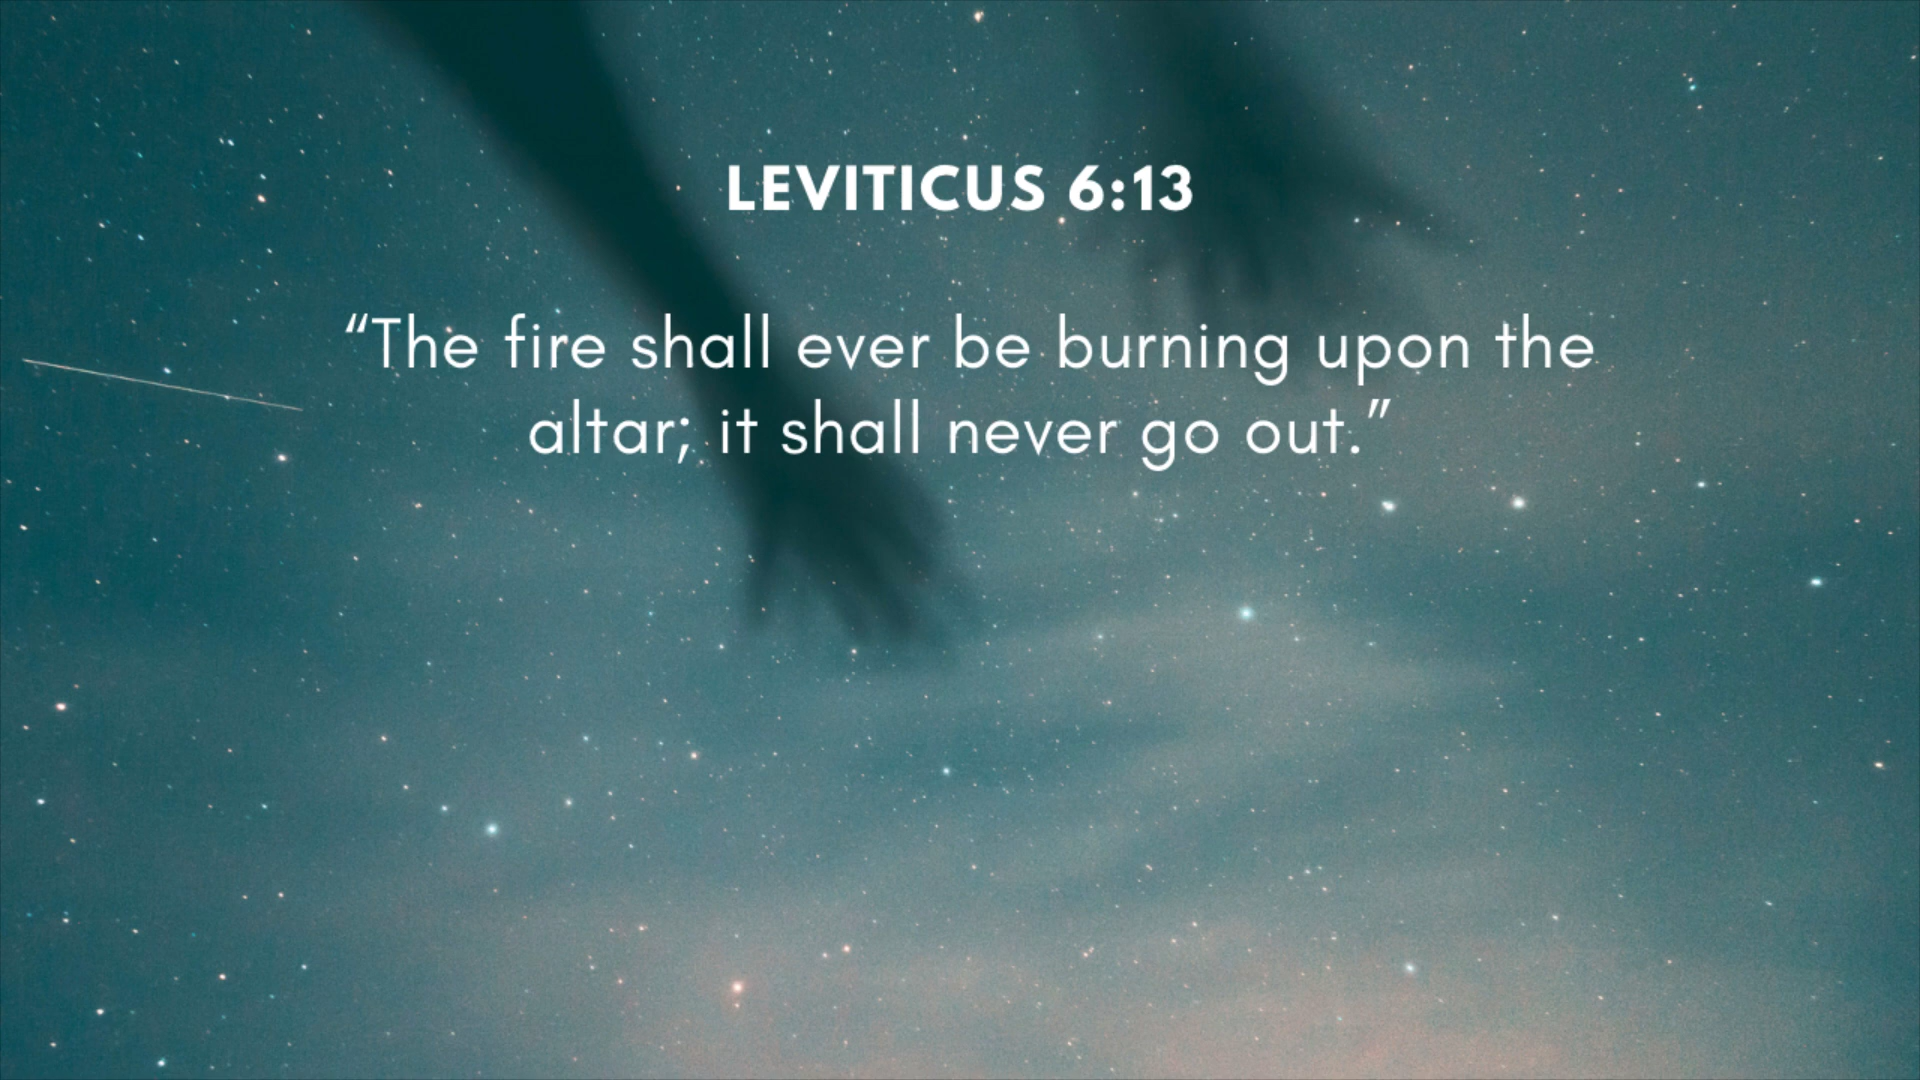 LEVITICUS 6:13
“The fire shall ever be burning upon the
altar; it shall never go out.”